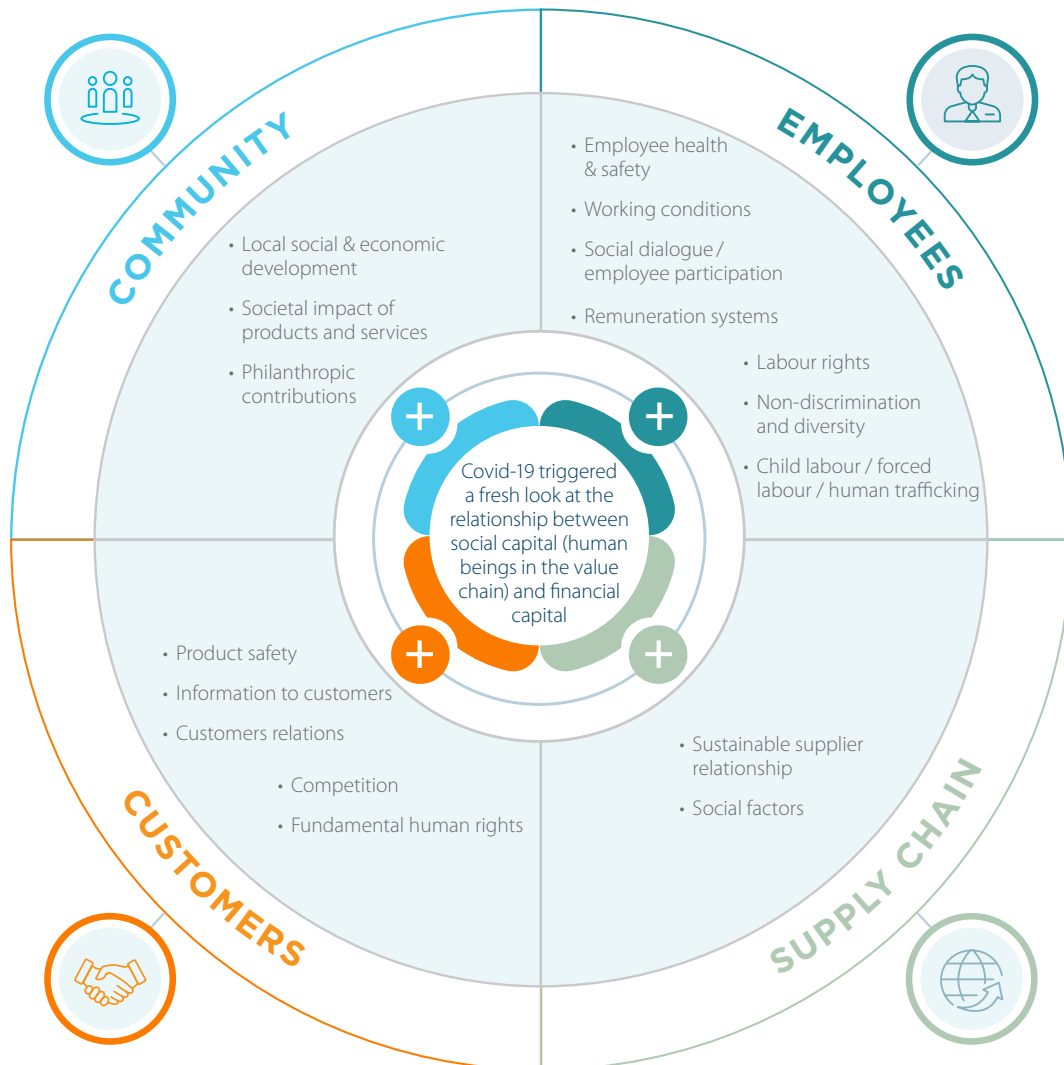 COMMUNITY
• Local social & economic
development
• Societal impact of
products and services
• Philanthropic
contributions
EMPLOYEES
• Employee health
& safety
• Working conditions
• Social dialogue /
employee participation
• Remuneration systems
• Labour rights
• Non-discrimination
and diversity
• Child labour / forced
labour / human trafficking
Covid-19 triggered
a fresh look at the
relationship between
social capital (human
beings in the value
chain) and financial
capital
CUSTOMERS
• Product safety
• Information to customers
• Customers relations
• Competition
• Fundamental human rights
SUPPLY CHAIN
• Sustainable supplier
relationship
• Social factors